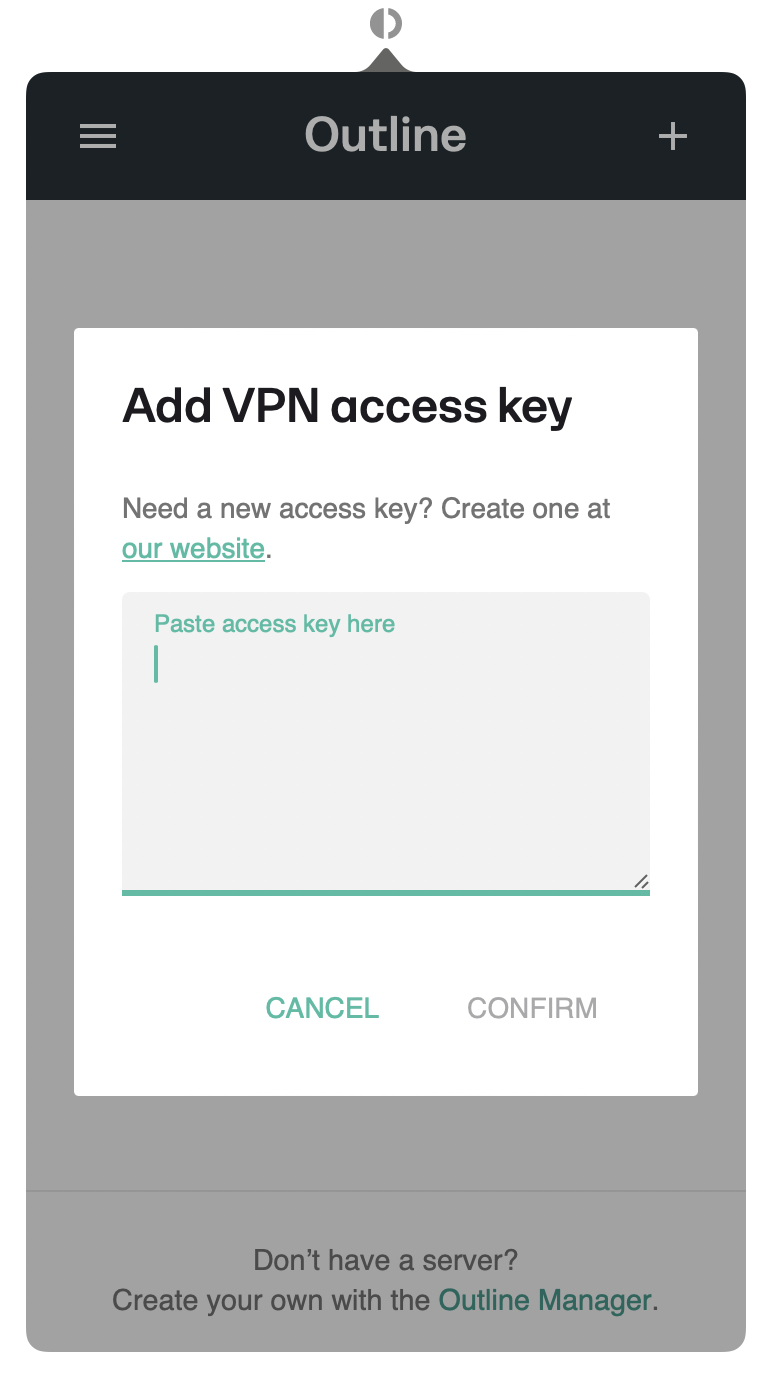 Outline
Add VPN access key
Need a new access key? Create one at
our website.
Paste access key here
CANCEL CONFIRM
Don’t have a server?
Create your own with the Outline Manager.